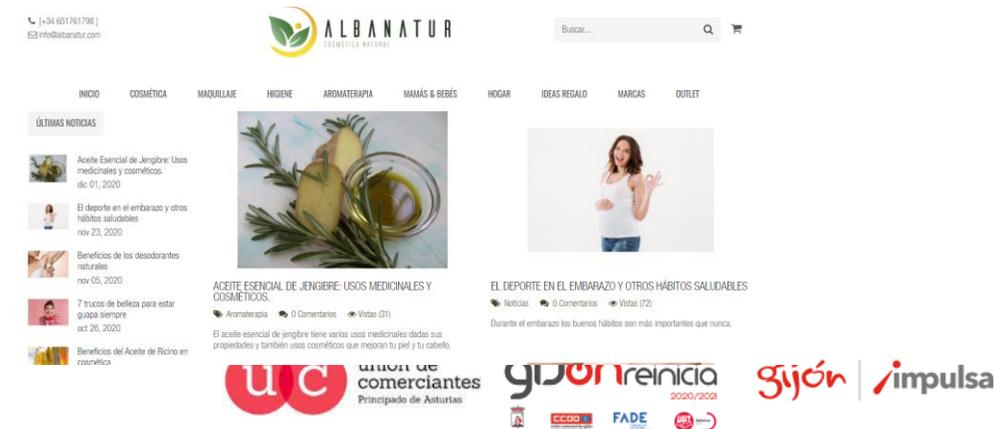 [+34 651761798 ]
info@albanatur.com
ALBANATUR
COSMÉTICA NATURAL
Buscar...
INICIO COSMÉTICA MAQUILLAJE HIGIENE AROMATERAPIA MAMÁS & BEBÉS HOGAR IDEAS REGALO MARCAS OUTLET
ÚLTIMAS NOTICIAS
Aceite Esencial de Jengibre: Usos
medicinales y cosméticos.
dic 01, 2020
El deporte en el embarazo y otros
hábitos saludables
nov 23, 2020
Beneficios de los desodorantes
naturales
nov 05, 2020
7 trucos de belleza para estar
guapa siempre
oct 26, 2020
Beneficios del Aceite de Ricino en
cosmética
ACEITE ESENCIAL DE JENGIBRE: USOS MEDICINALES Y
COSMÉTICOS.
Aromaterapia 0 Comentarios Vistas (31)
El aceite esencial de jengibre tiene varios usos medicinales dadas sus
propiedades y también usos cosméticos que mejoran tu piel y tu cabello.
EL DEPORTE EN EL EMBARAZO Y OTROS HÁBITOS SALUDABLES
Noticias 0 Comentarios Vistas (72)
Durante el embarazo los buenos hábitos son más importantes que nunca.
uc
unión de
comerciantes
Principado de Asturias
gijón reinicia
2020/2021
CCOO
FADE
UGT
gijón impulsa